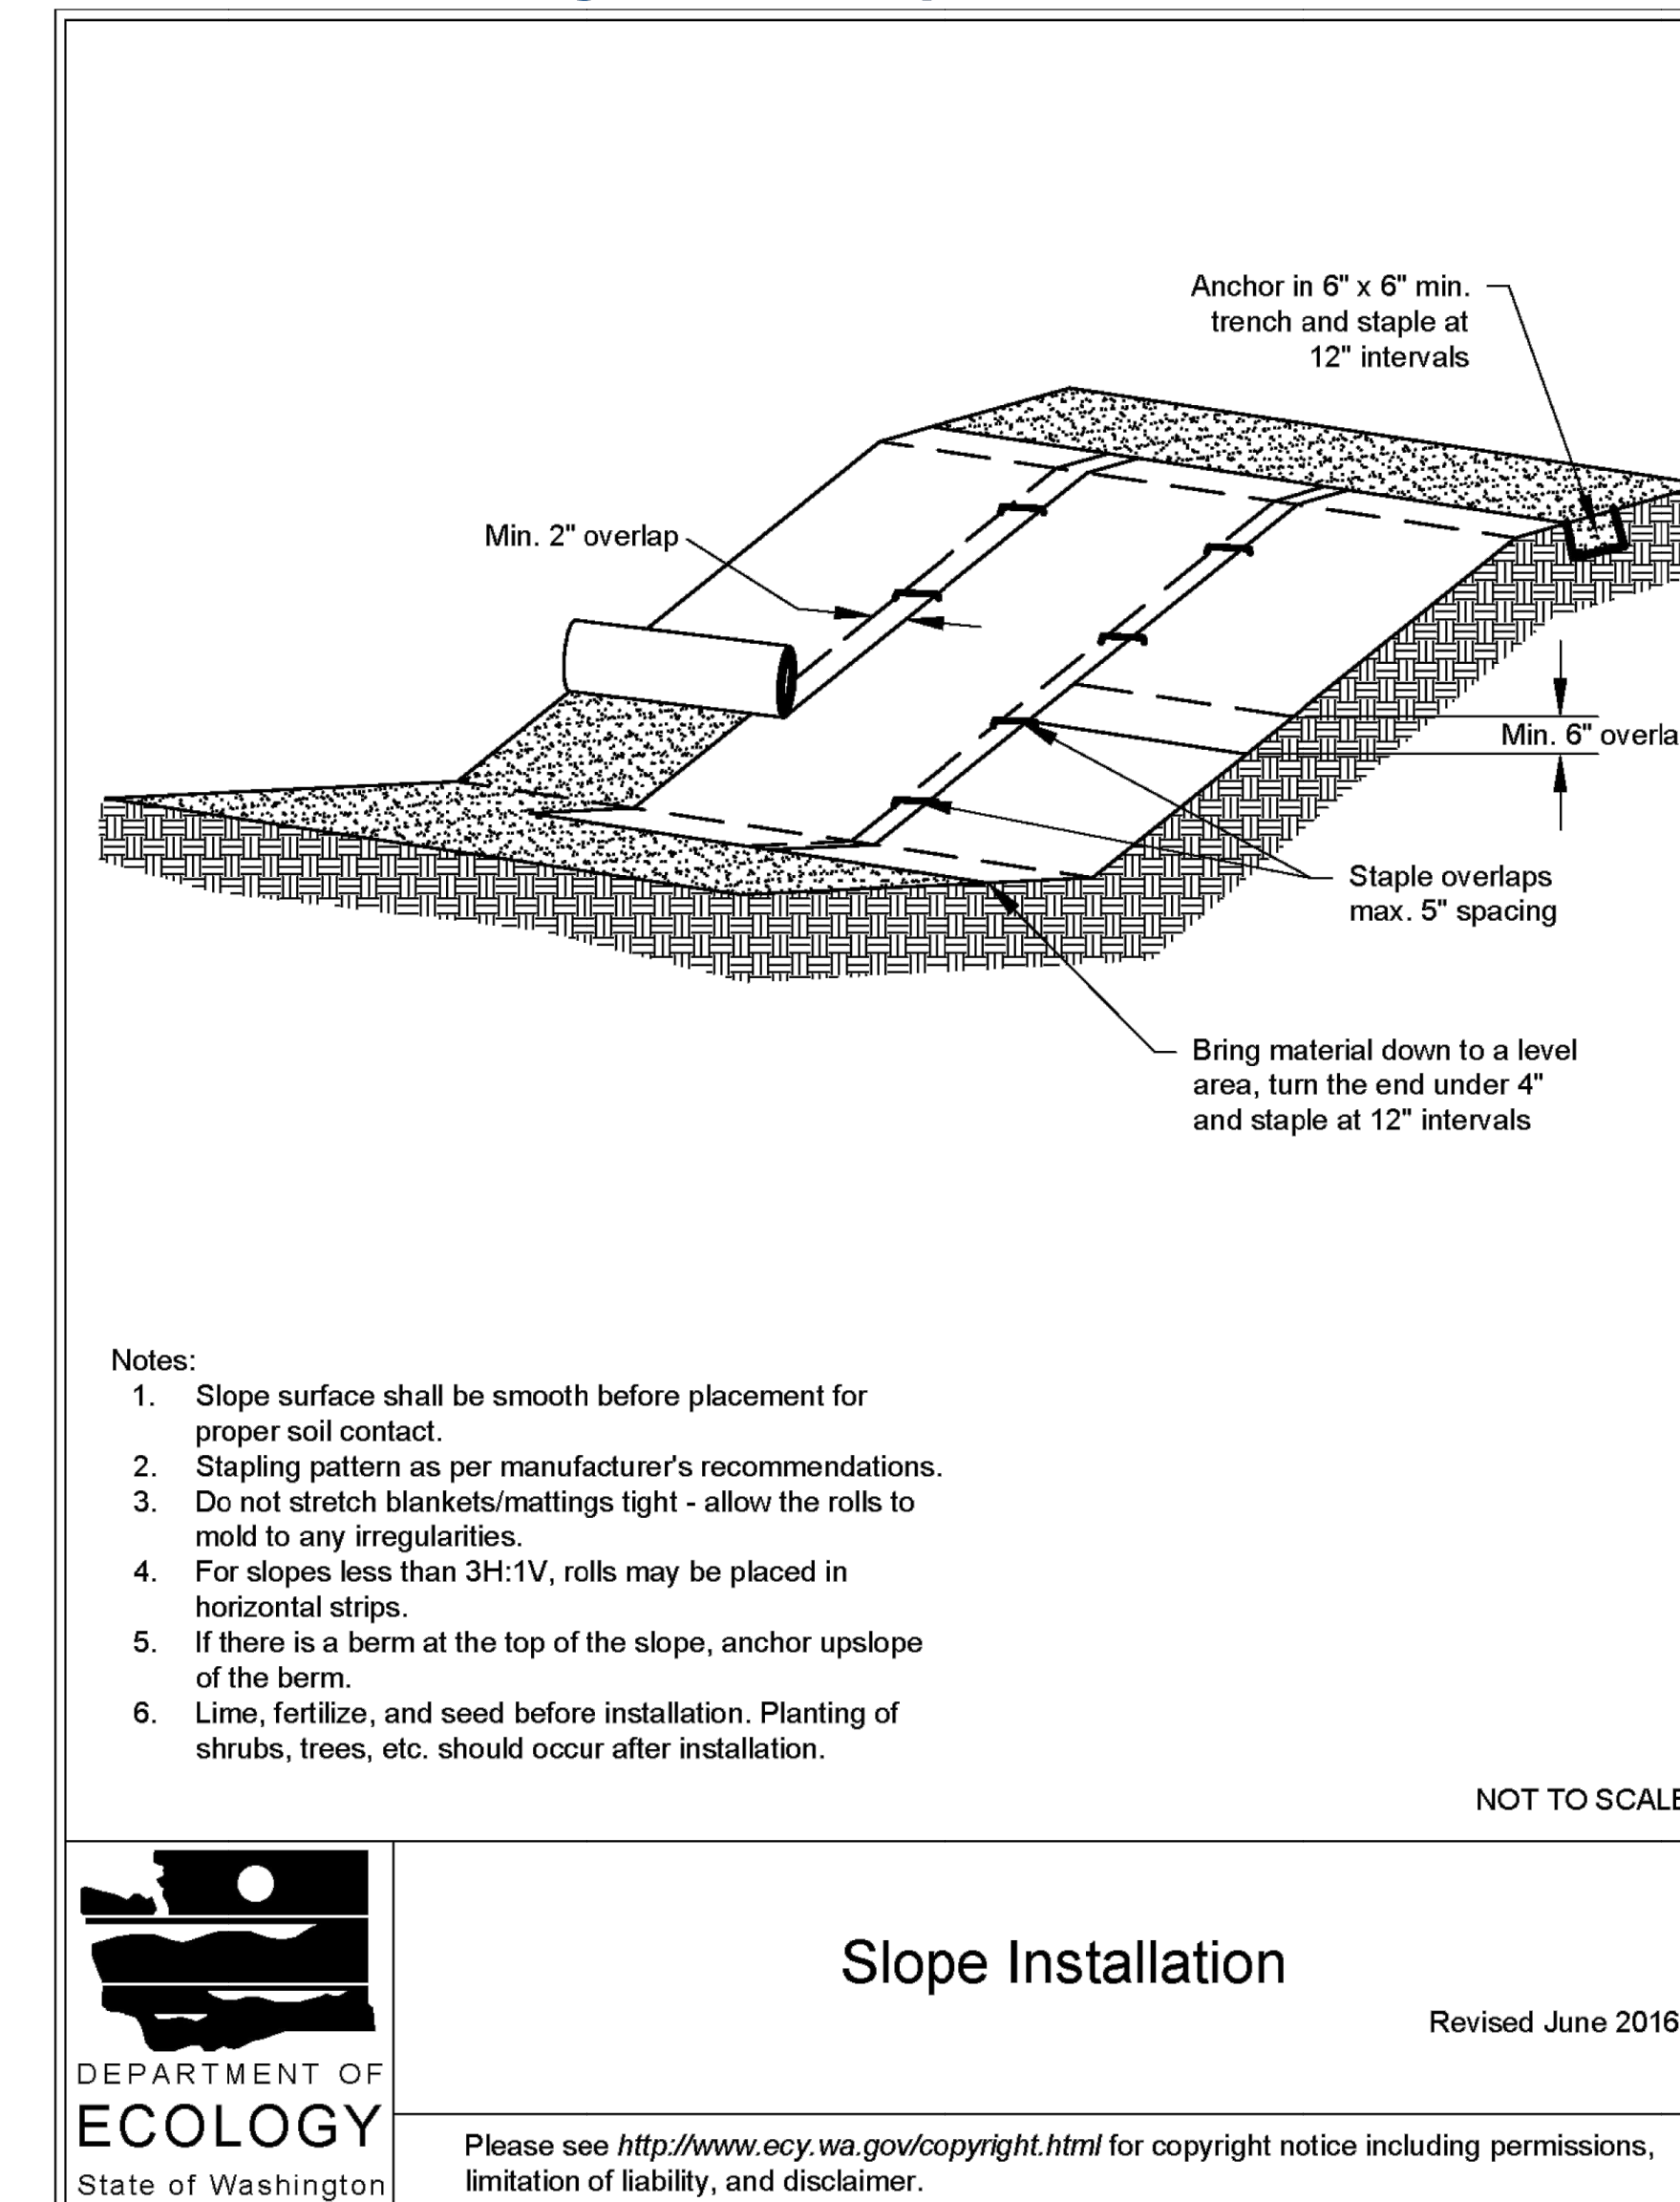 Anchor in 6" x 6" min.
trench and staple at
12" intervals
Min. 2" overlap
Min. 6" overla
Staple overlaps
max. 5" spacing
Bring material down to a level
area, turn the end under 4"
and staple at 12" intervals
Notes:
1. Slope surface shall be smooth before placement for
proper soil contact.
2. Stapling pattern as per manufacturer's recommendations.
3. Do not stretch blankets/mattings tight - allow the rolls to
mold to any irregularities.
4. For slopes less than 3H:1V, rolls may be placed in
horizontal strips.
5. If there is a berm at the top of the slope, anchor upslope
of the berm.
6. Lime, fertilize, and seed before installation. Planting of
shrubs, trees, etc. should occur after installation.
NOT TO SCALE
Slope Installation
Revised June 2016
DEPARTMENT OF
ECOLOGY
State of Washington
Please see http://www.ecy.wa.gov/copyright.html for copyright notice including permissions,
limitation of liability, and disclaimer.